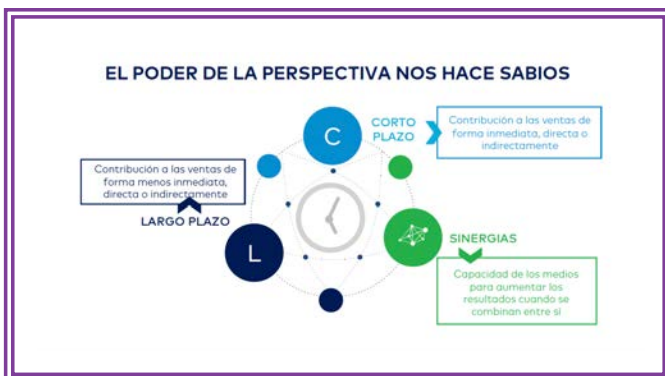 EL PODER DE LA PERSPECTIVA NOS HACE SABIOS
C
CORTO
PLAZO
Contribución a las ventas de
forma inmediata, directa o
indirectamente
Contribución a las ventas de
forma menos inmediata,
directa o indirectamente
LARGO PLAZO
L
SINERGIAS
Capacidad de los medios
para aumentar los
resultados cuando se
combinan entre si